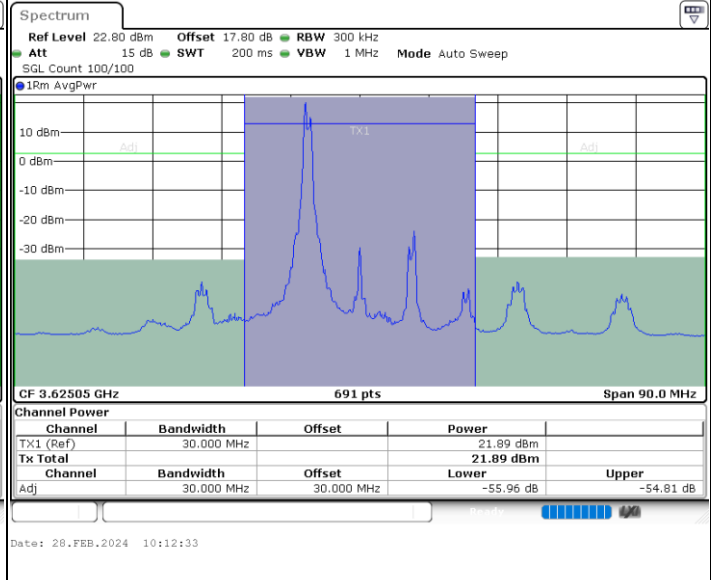 Spectrum
Ref Level 22.80 dBm Offset 17.80 dB RBW 300 kHz
Att 15 dB SWT 200 ms VBW 1 MHz Mode Auto Sweep
SGL Count 100/100
1Rm AvgPwr
10 dBm
TX1
Adj
Adj
0 dBm
-10 dBm
-20 dBm
-30 dBm
CF 3.62505 GHz 691 pts Span 90.0 MHz
Channel Power
Channel Bandwidth Offset Power
TX1 (Ref) 30.000 MHz 21.89 dBm
Tx Total 21.89 dBm
Channel Bandwidth Offset Lower Upper
Adj 30.000 MHz 30.000 MHz -55.96 dB -54.81 dB
Ready
Date: 28.FEB.2024 10:12:33